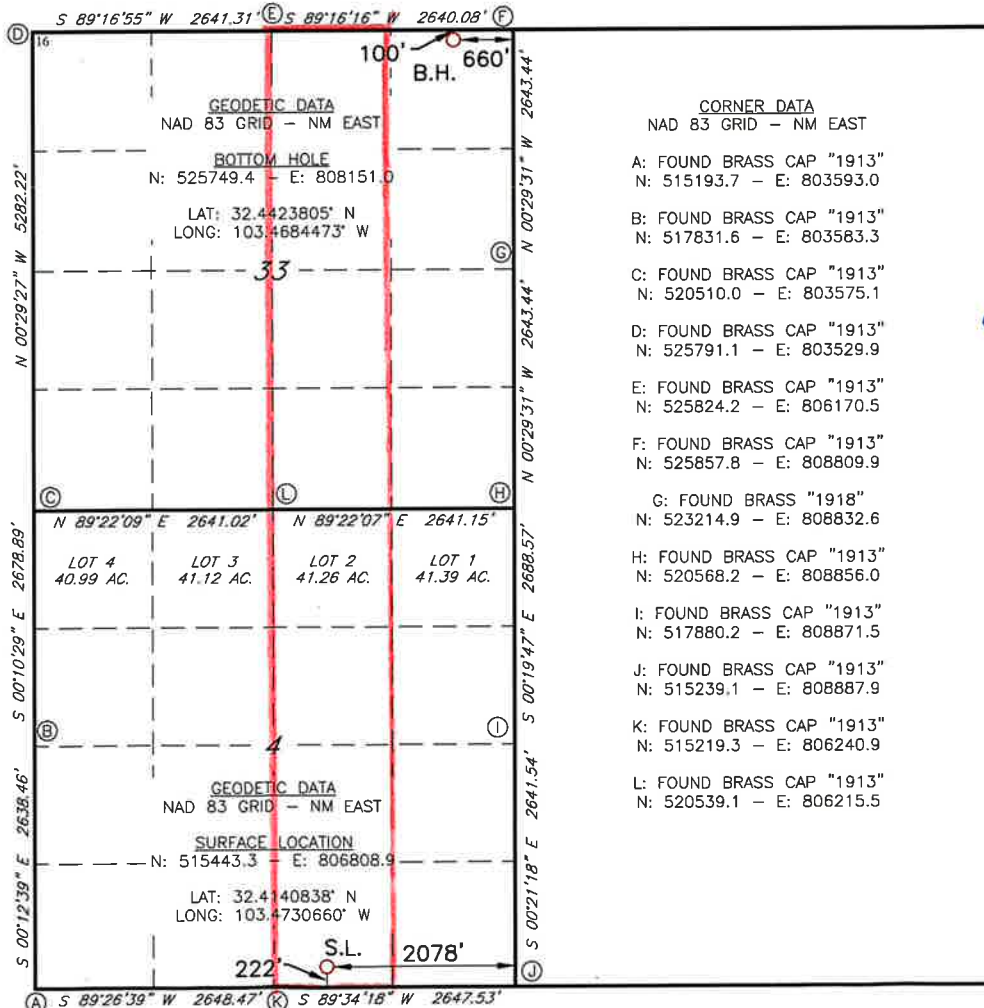 S 89°16'55" W 2641.31' E S 89°16'16" W 2640.08' F
D
16
100'
660'
B.H.
GEODETIC DATA
NAD 83 GRID – NM EAST
BOTTOM HOLE
N: 525749.4 – E: 808151.0
LAT: 32.4423805° N
LONG: 103.4684473° W
N 00°29'27" W 5282.22'
N 00°29'31" W 2643.44'
G
33
N 00°29'31" W 2643.44'
C
L
H
N 89°22'09" E 2641.02' N 89°22'07" E 2641.15'
LOT 4
40.99 AC.
LOT 3
41.12 AC.
LOT 2
41.26 AC.
LOT 1
41.39 AC.
S 00°10'29" E 2678.89'
S 00°19'47" E 2688.57'
B
I
4
GEODETIC DATA
NAD 83 GRID – NM EAST
SURFACE LOCATION
N: 515443.3 – E: 806808.9
LAT: 32.4140838° N
LONG: 103.4730660° W
S 00°12'39" E 2638.46'
S 00°21'18" E 2641.54'
S.L.
2078'
222'
J
A S 89°26'39" W 2648.47' K S 89°34'18" W 2647.53'
CORNER DATA
NAD 83 GRID – NM EAST
A: FOUND BRASS CAP "1913"
N: 515193.7 – E: 803593.0
B: FOUND BRASS CAP "1913"
N: 517831.6 – E: 803583.3
C: FOUND BRASS CAP "1913"
N: 520510.0 – E: 803575.1
D: FOUND BRASS CAP "1913"
N: 525791.1 – E: 803529.9
E: FOUND BRASS CAP "1913"
N: 525824.2 – E: 806170.5
F: FOUND BRASS CAP "1913"
N: 525857.8 – E: 808809.9
G: FOUND BRASS "1918"
N: 523214.9 – E: 808832.6
H: FOUND BRASS CAP "1913"
N: 520568.2 – E: 808856.0
I: FOUND BRASS CAP "1913"
N: 517880.2 – E: 808871.5
J: FOUND BRASS CAP "1913"
N: 515239.1 – E: 808887.9
K: FOUND BRASS CAP "1913"
N: 515219.3 – E: 806240.9
L: FOUND BRASS CAP "1913"
N: 520539.1 – E: 806215.5